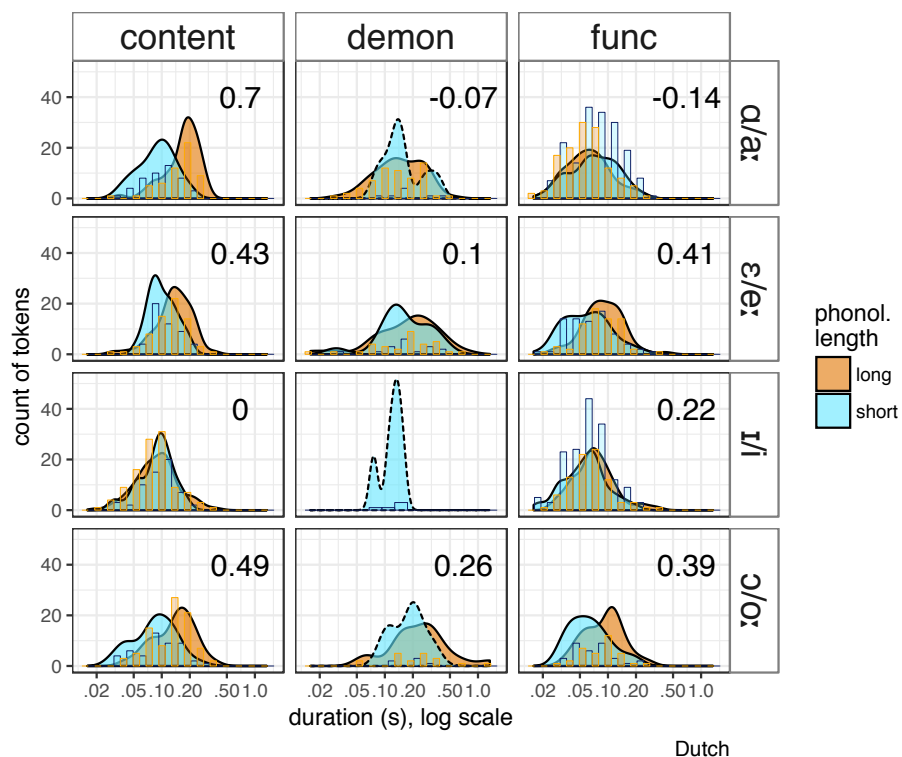 content demon func
0.7 -0.07 -0.14 ɑ/aː
0.43 0.1 0.41 ɛ/eː
0 0.22 ɪ/i
0.49 0.26 0.39 ɔ/oː
40
20
0
40
20
0
40
20
0
40
20
0
count of tokens
.02 .05 .10 .20 .50 1.0 .02 .05 .10 .20 .50 1.0 .02 .05 .10 .20 .50 1.0
duration (s), log scale
phonol.
length
long
short
Dutch